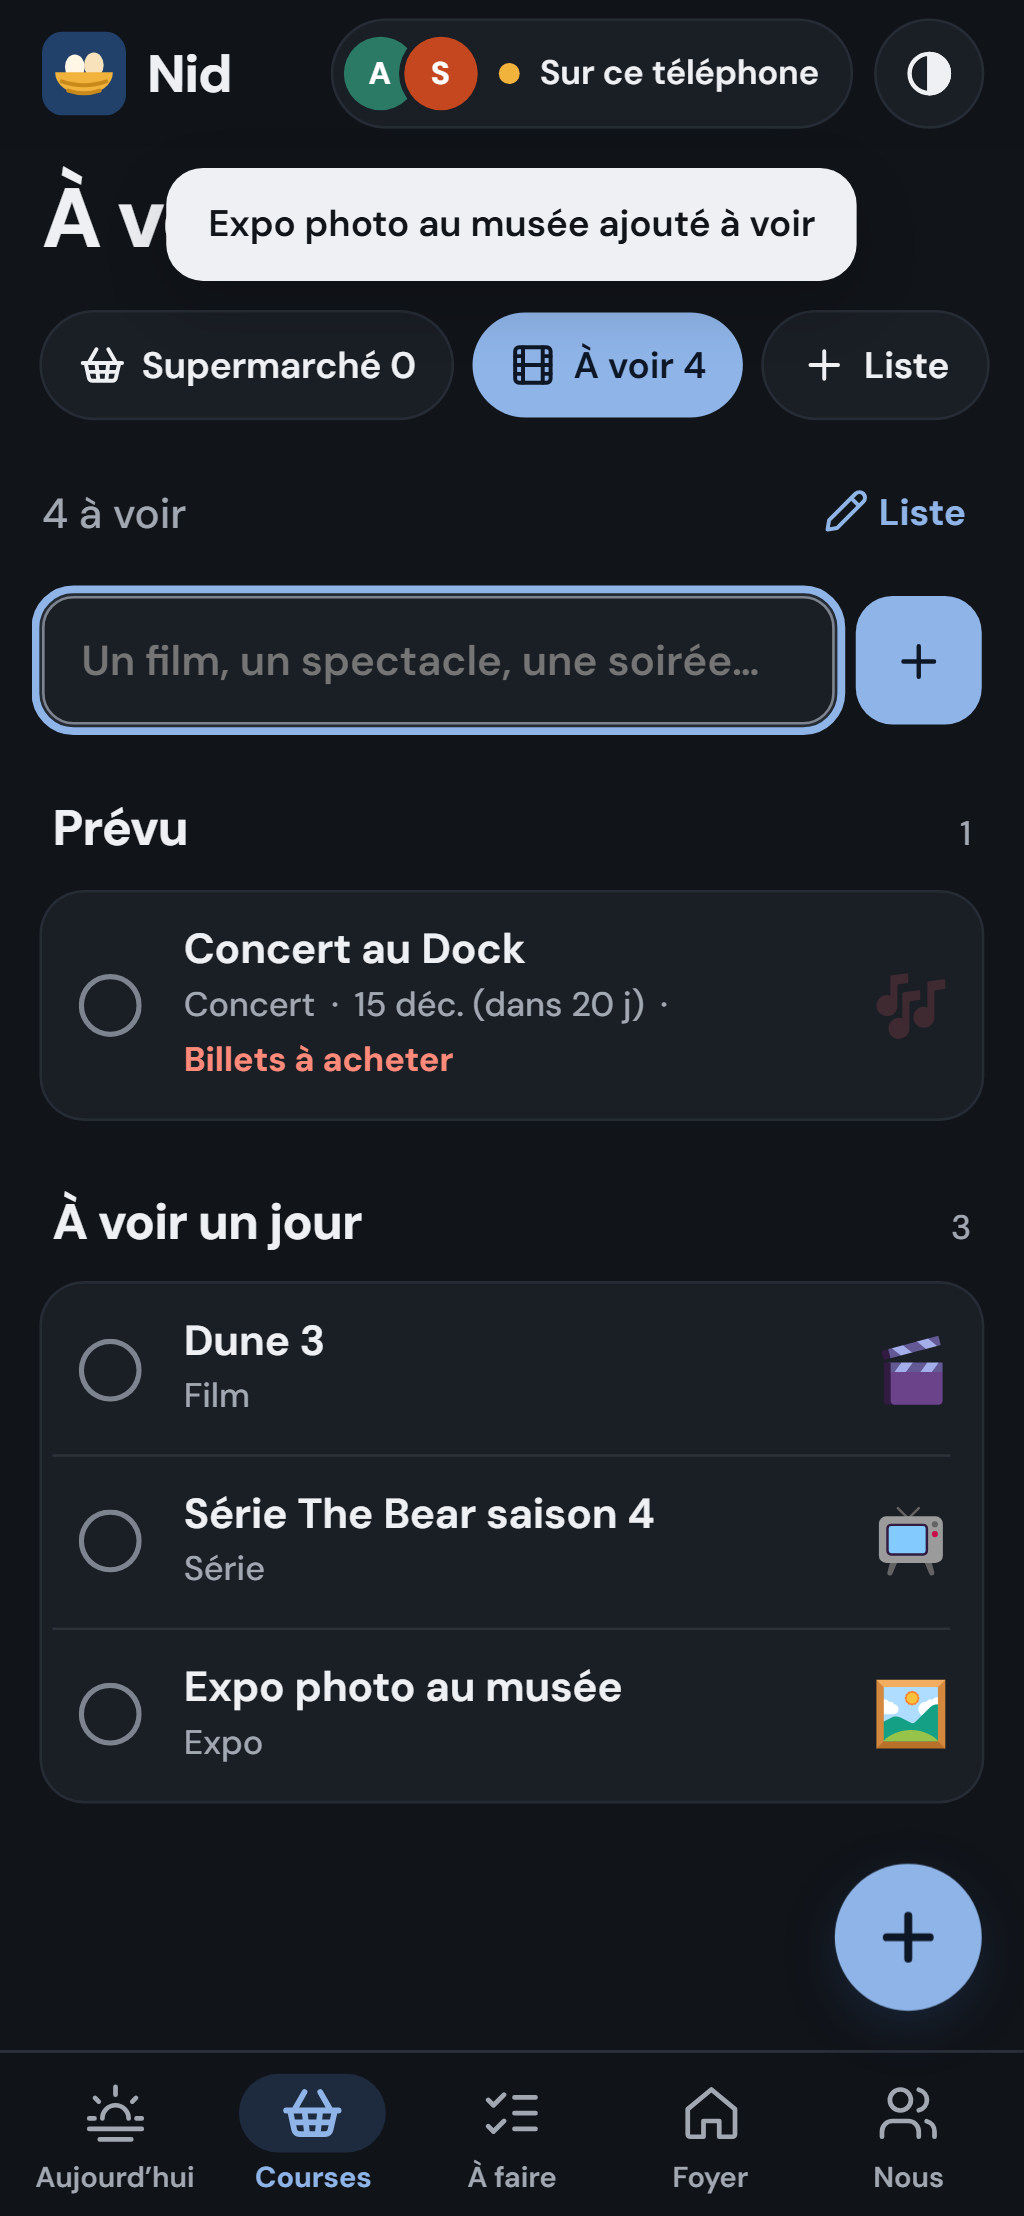 Nid
A S Sur ce téléphone
À v
Expo photo au musée ajouté à voir
Supermarché 0
À voir 4
Liste
4 à voir
Liste
Un film, un spectacle, une soirée…
Prévu
1
Concert au Dock
Concert · 15 déc. (dans 20 j) ·
Billets à acheter
À voir un jour
3
Dune 3
Film
Série The Bear saison 4
Série
Expo photo au musée
Expo
Aujourd’hui
Courses
À faire
Foyer
Nous